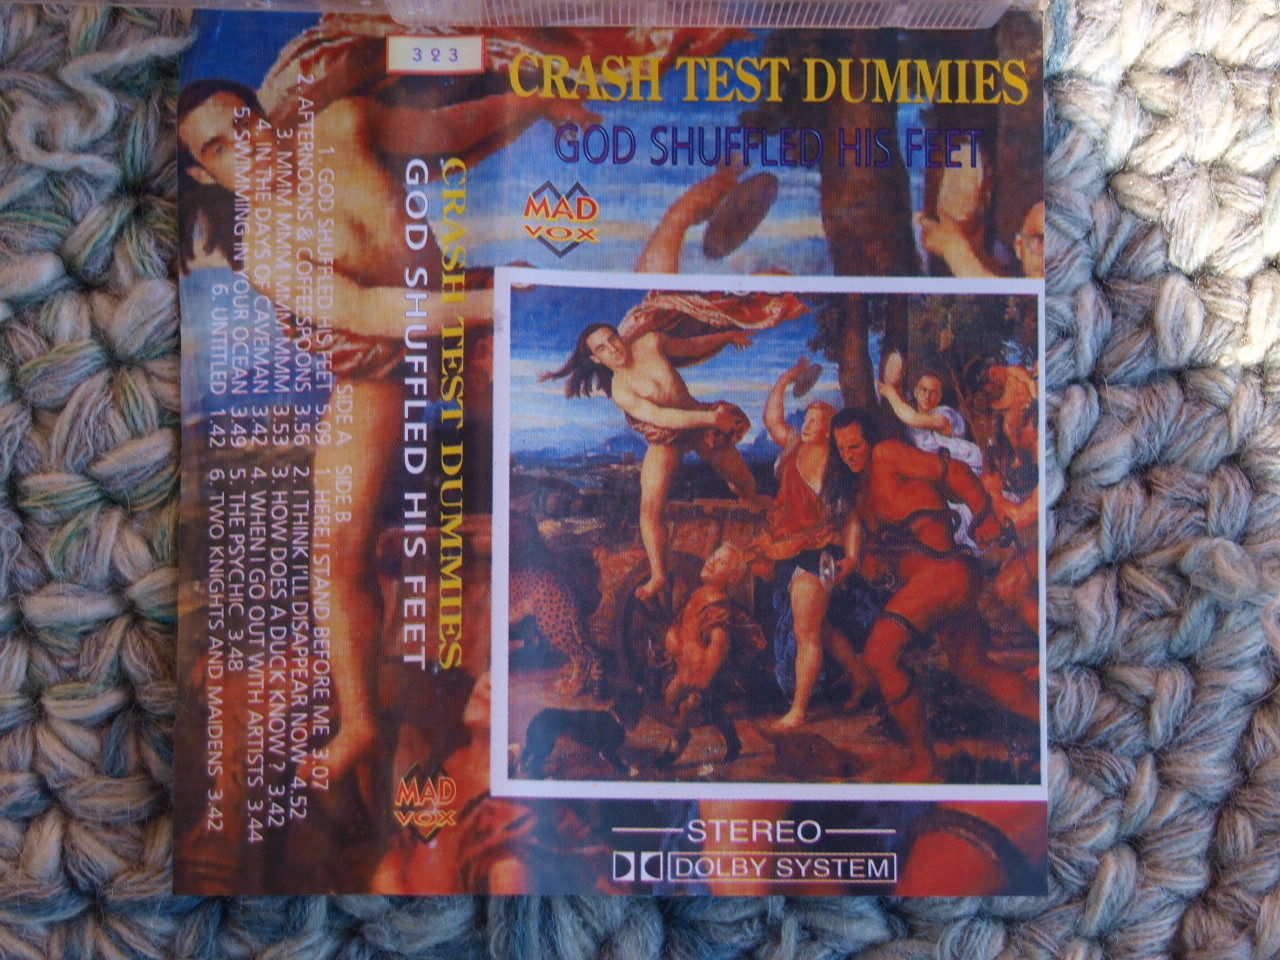 323
CRASH TEST DUMMIES
GOD SHUFFLED HIS FEET
MAD
VOX
STEREO
DOLBY SYSTEM
CRASH TEST DUMMIES
GOD SHUFFLED HIS FEET
MAD
VOX
SIDE A
1. GOD SHUFFLED HIS FEET 5.09
2. AFTERNOONS & COFFEESPOONS 3.56
3. MMM MMM MMM MMM 3.53
4. IN THE DAYS OF CAVEMAN 3.42
5. SWIMMING IN YOUR OCEAN 3.49
6. UNTITLED 1.42
SIDE B
1 HERE I STAND BEFORE ME 3.07
2. I THINK I'LL DISAPPEAR NOW 4.52
3. HOW DOES A DUCK KNOW ? 3.42
4. WHEN I GO OUT WITH ARTISTS 3.44
5. THE PSYCHIC 3.48
6. TWO KNIGHTS AND MAIDENS 3.42